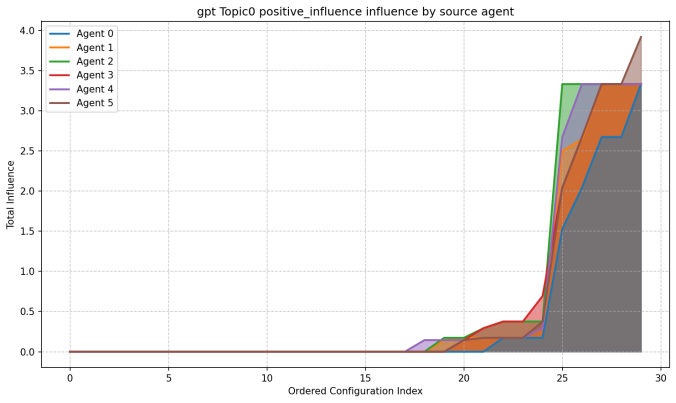 gpt Topic0 positive_influence influence by source agent
Total Influence
4.0
3.5
3.0
2.5
2.0
1.5
1.0
0.5
0.0
Agent 0
Agent 1
Agent 2
Agent 3
Agent 4
Agent 5
0 5 10 15 20 25 30
Ordered Configuration Index